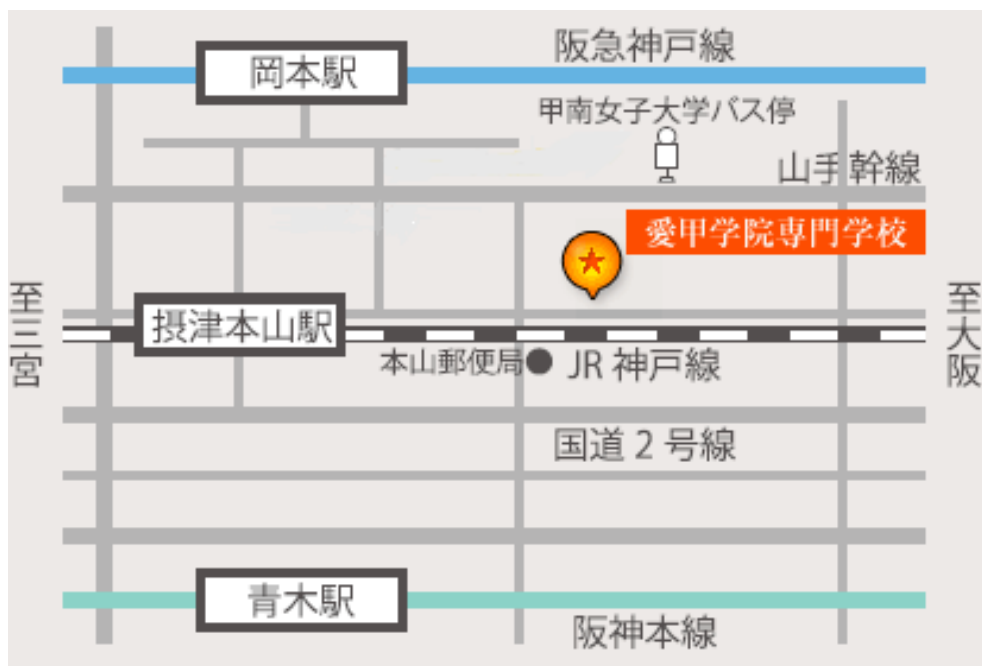 阪急神戸線
岡本駅
甲南女子大学バス停
山手幹線
愛甲学院専門学校
至三宮
至大阪
摂津本山駅
本山郵便局
JR 神戸線
国道 2 号線
青木駅
阪神本線